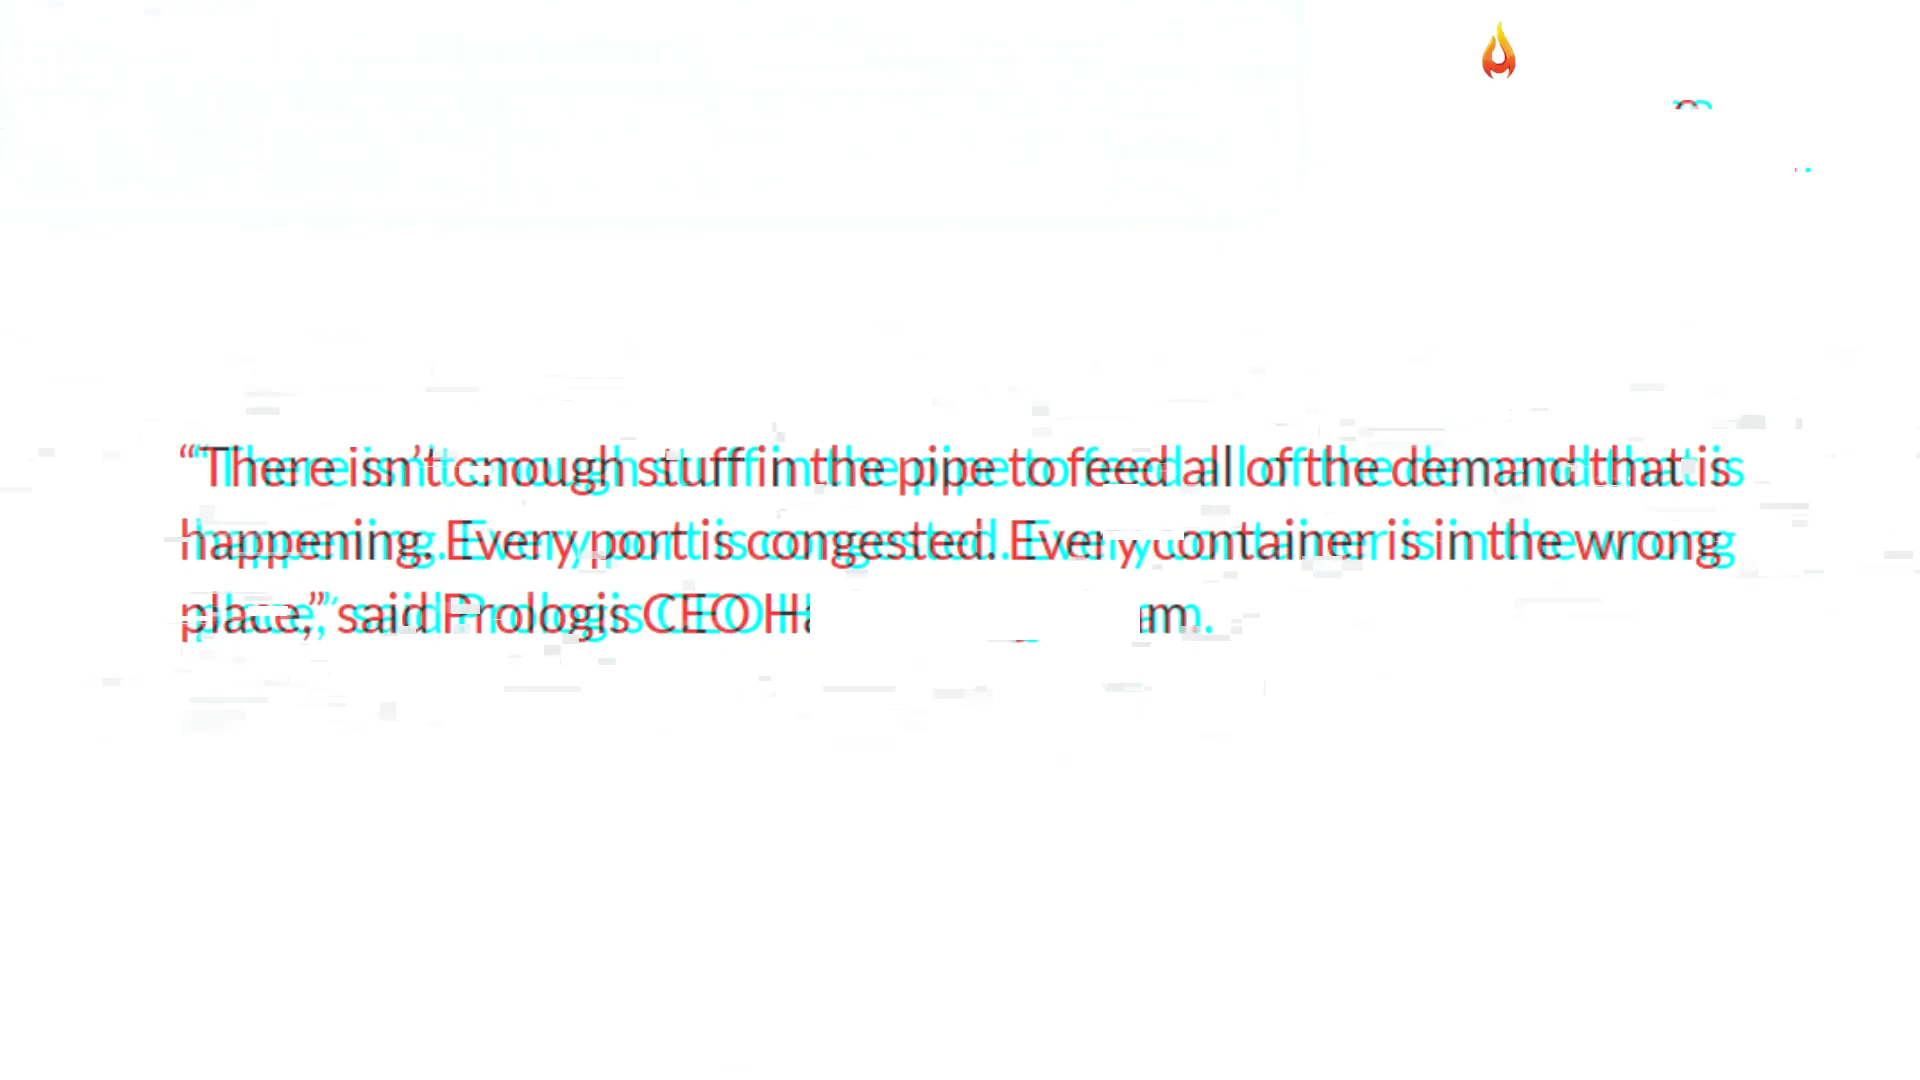 “There isn’t enough stuff in the pipe to feed all of the demand that is
happening. Every port is congested. Every container is in the wrong
place,” said Prologis CEO